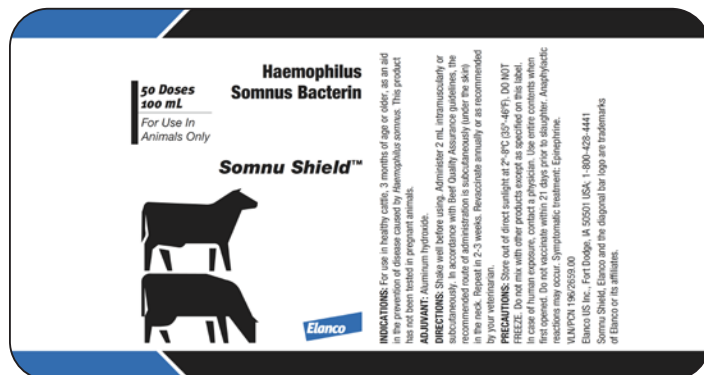 50 Doses
100 mL
For Use In
Animals Only
Haemophilus
Somnus Bacterin
Somnu Shield™
Elanco
INDICATIONS: For use in healthy cattle, 3 months of age or older, as an aid
in the prevention of disease caused by Haemophilus somnus. This product
has not been tested in pregnant animals.
ADJUVANT: Aluminum hydroxide.
DIRECTIONS: Shake well before using. Administer 2 mL intramuscularly or
subcutaneously. In accordance with Beef Quality Assurance guidelines, the
recommended route of administration is subcutaneously (under the skin)
in the neck. Repeat in 2-3 weeks. Revaccinate annually or as recommended
by your veterinarian.
PRECAUTIONS: Store out of direct sunlight at 2°-8ºC (35°-46ºF). DO NOT
FREEZE. Do not mix with other products except as specified on this label.
In case of human exposure, contact a physician. Use entire contents when
first opened. Do not vaccinate within 21 days prior to slaughter. Anaphylactic
reactions may occur. Symptomatic treatment: Epinephrine.
VLN/PCN 196/2659.00
Elanco US Inc., Fort Dodge, IA 50501 USA; 1-800-428-4441
Somnu Shield, Elanco and the diagonal bar logo are trademarks
of Elanco or its affiliates.